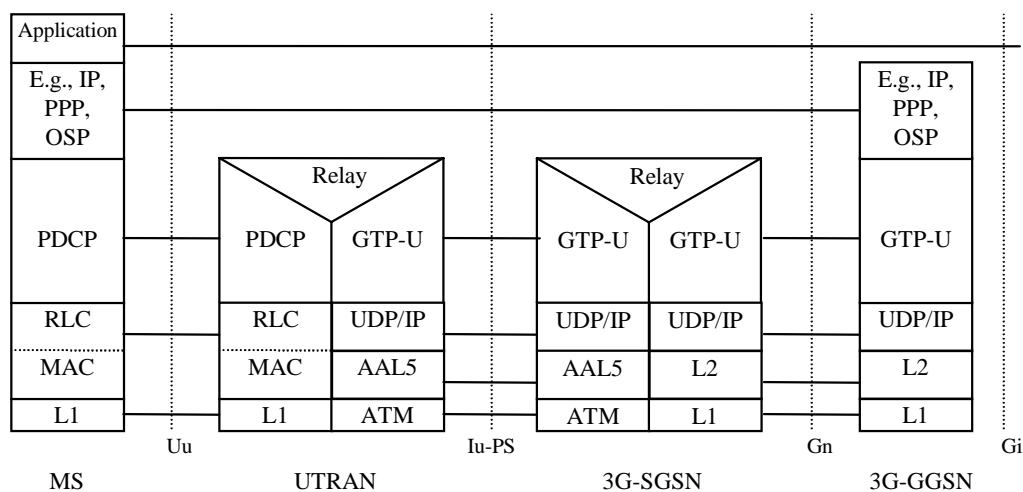 Application
E.g., IP,
PPP,
OSP
E.g., IP,
PPP,
OSP
Relay
Relay
PDCP
PDCP
GTP-U
GTP-U
GTP-U
GTP-U
RLC
RLC
UDP/IP
UDP/IP
UDP/IP
UDP/IP
MAC
MAC
AAL5
AAL5
L2
L2
L1
L1
ATM
ATM
L1
L1
Uu
Iu-PS
Gn
Gi
MS
UTRAN
3G-SGSN
3G-GGSN